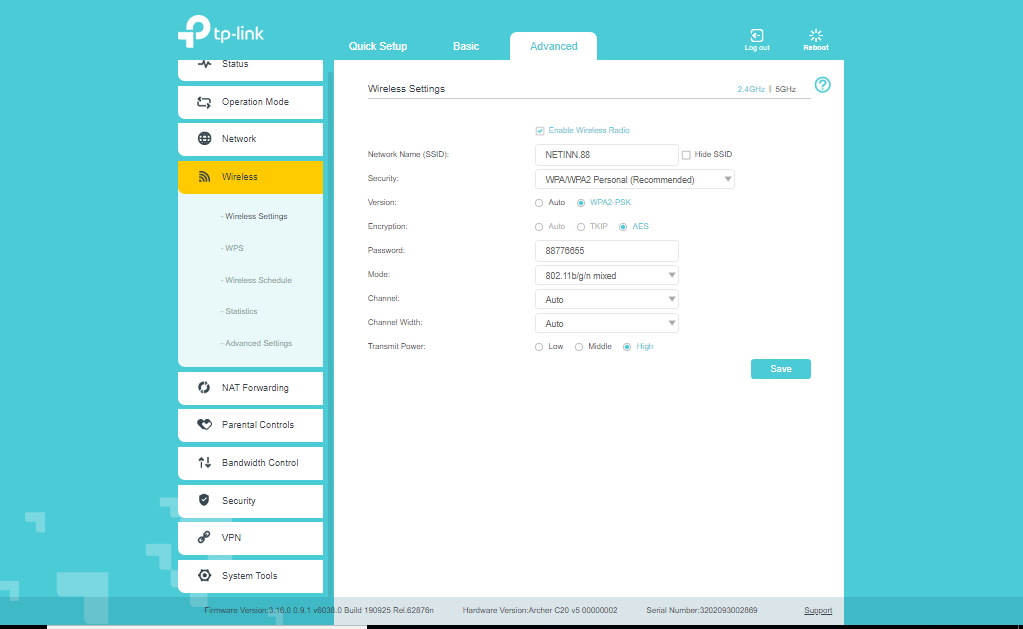 tp-link
Quick Setup Basic Advanced Log out Reboot
Status
Operation Mode
Network
Wireless
- Wireless Settings
- WPS
- Wireless Schedule
- Statistics
- Advanced Settings
NAT Forwarding
Parental Controls
Bandwidth Control
Security
VPN
System Tools
Wireless Settings 2.4GHz | 5GHz ?
Enable Wireless Radio
Network Name (SSID): NETINN.88 Hide SSID
Security: WPA/WPA2 Personal (Recommended)
Version: Auto WPA2-PSK
Encryption: Auto TKIP AES
Password: 88776655
Mode: 802.11b/g/n mixed
Channel: Auto
Channel Width: Auto
Transmit Power: Low Middle High
Save
Firmware Version:3.16.0 0.9.1 v6038.0 Build 190925 Rel.62876n Hardware Version:Archer C20 v5 00000002 Serial Number:3202093002869 Support